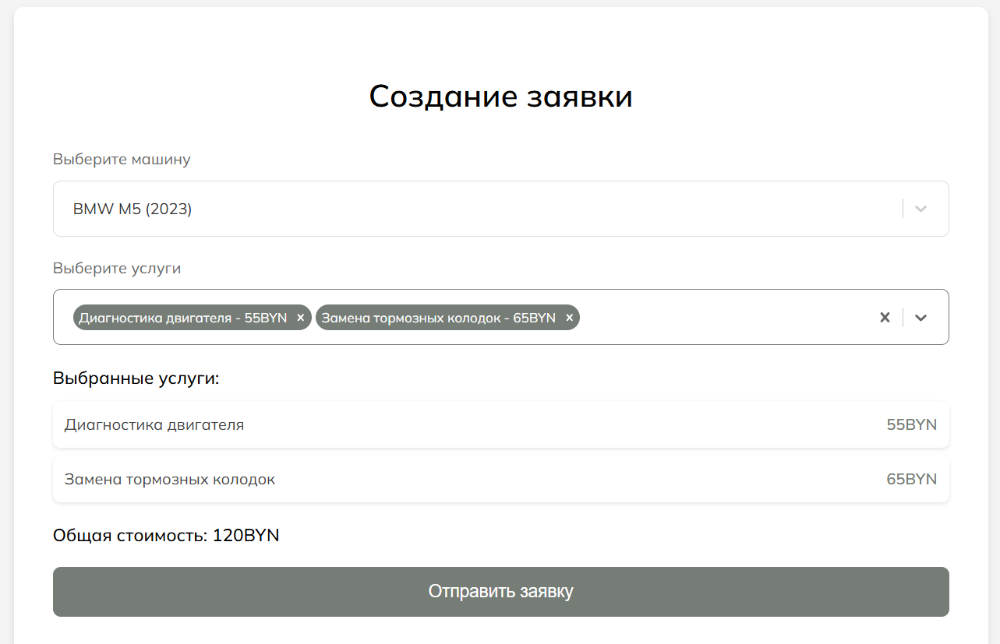 Создание заявки
Выберите машину
BMW M5 (2023)
Выберите услуги
Диагностика двигателя - 55BYN Замена тормозных колодок - 65BYN
Выбранные услуги:
Диагностика двигателя 55BYN
Замена тормозных колодок 65BYN
Общая стоимость: 120BYN
Отправить заявку